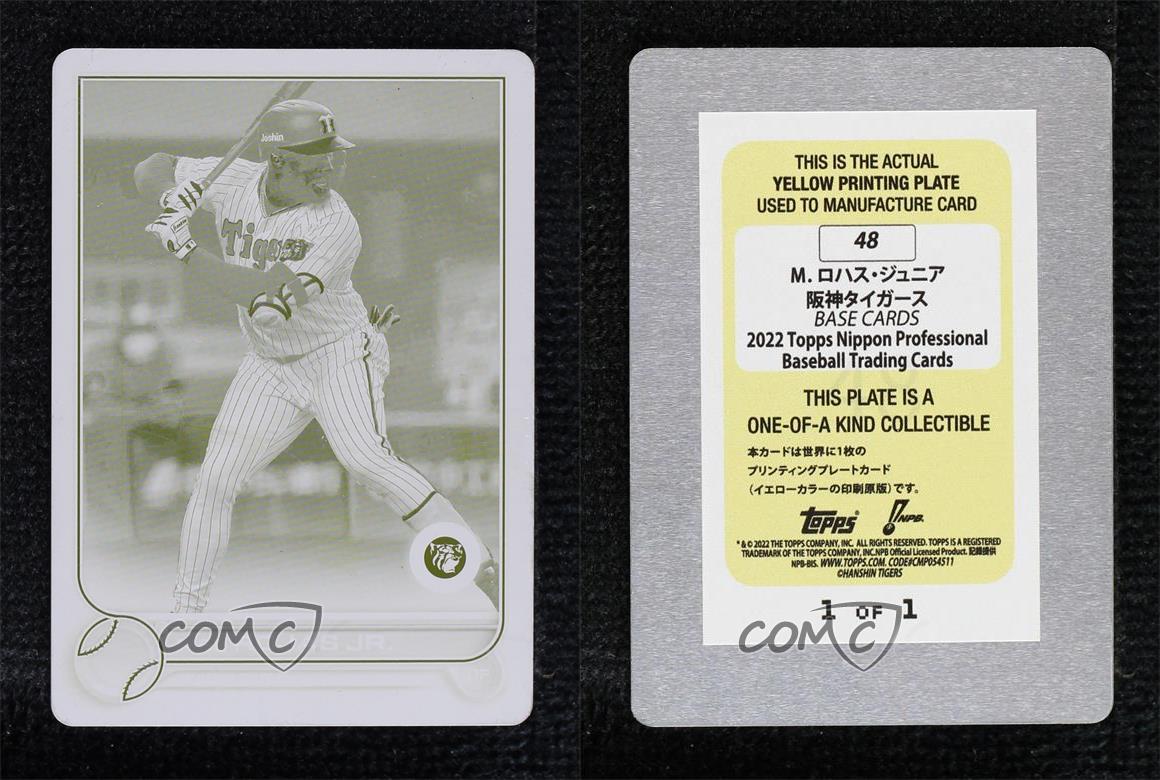 Joshin
T
Tigers
JR.
COMC
THIS IS THE ACTUAL
YELLOW PRINTING PLATE
USED TO MANUFACTURE CARD
48
M. ロハス・ジュニア
阪神タイガース
BASE CARDS
2022 Topps Nippon Professional
Baseball Trading Cards
THIS PLATE IS A
ONE-OF-A KIND COLLECTIBLE
本カードは世界に1枚の
プリンティングプレートカード
(イエローカラーの印刷原版)です。
topps NPB.
* & © 2022 THE TOPPS COMPANY, INC. ALL RIGHTS RESERVED. TOPPS IS A REGISTERED
TRADEMARK OF THE TOPPS COMPANY, INC.NPB Official Licensed Product. 記録提供
NPB-BIS. WWW.TOPPS.COM. CODE#CMP054511
©HANSHIN TIGERS
1 OF 1
COMC